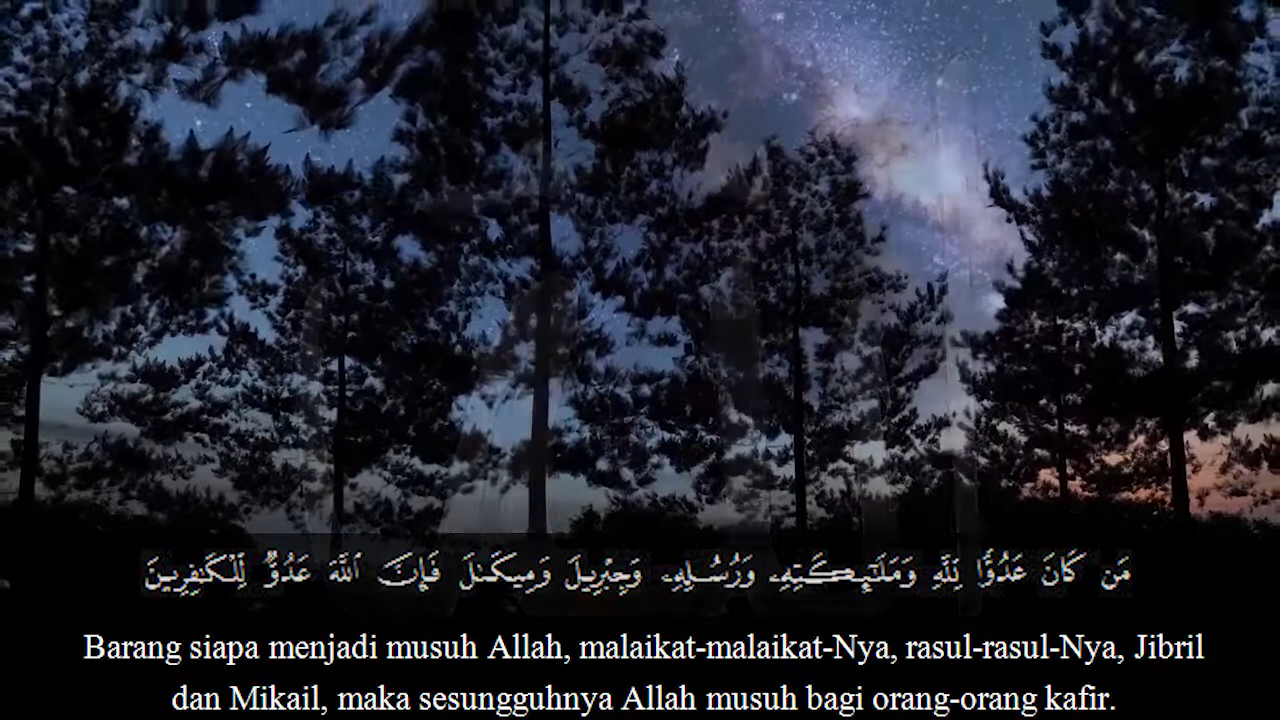 مَن كَانَ عَدُوًّا لِّلَّهِ وَمَلَـٰٓئِكَتِهِۦ وَرُسُلِهِۦ وَجِبْرِيلَ وَمِيكَىٰلَ فَإِنَّ ٱللَّهَ عَدُوٌّ لِّلْكَـٰفِرِينَ
Barang siapa menjadi musuh Allah, malaikat-malaikat-Nya, rasul-rasul-Nya, Jibril
dan Mikail, maka sesungguhnya Allah musuh bagi orang-orang kafir.